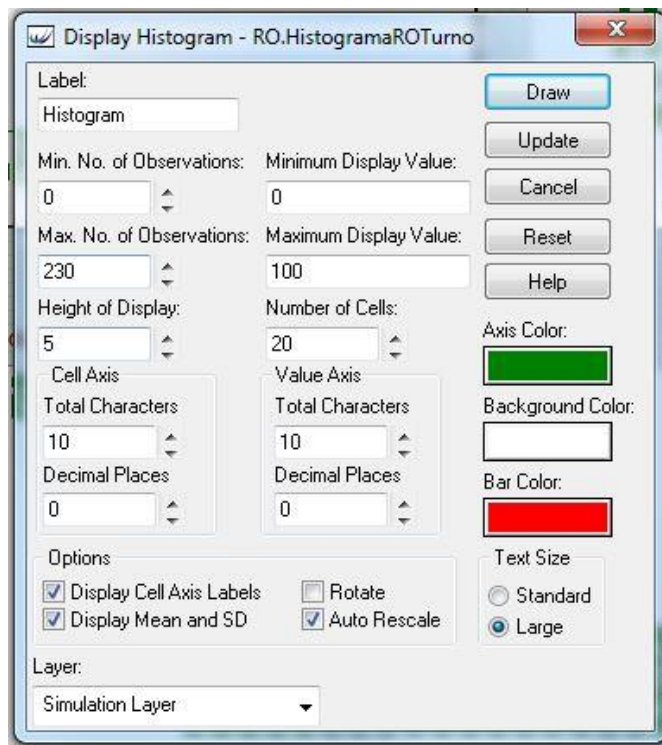 Display Histogram - RO.HistogramaROTurno
Label:
Histogram
Min. No. of Observations:
0
Minimum Display Value:
0
Max. No. of Observations:
230
Maximum Display Value:
100
Height of Display:
5
Number of Cells:
20
Cell Axis
Total Characters
10
Decimal Places
0
Value Axis
Total Characters
10
Decimal Places
0
Draw
Update
Cancel
Reset
Help
Axis Color:
Background Color:
Bar Color:
Options
Display Cell Axis Labels
Rotate
Display Mean and SD
Auto Rescale
Text Size
Standard
Large
Layer:
Simulation Layer